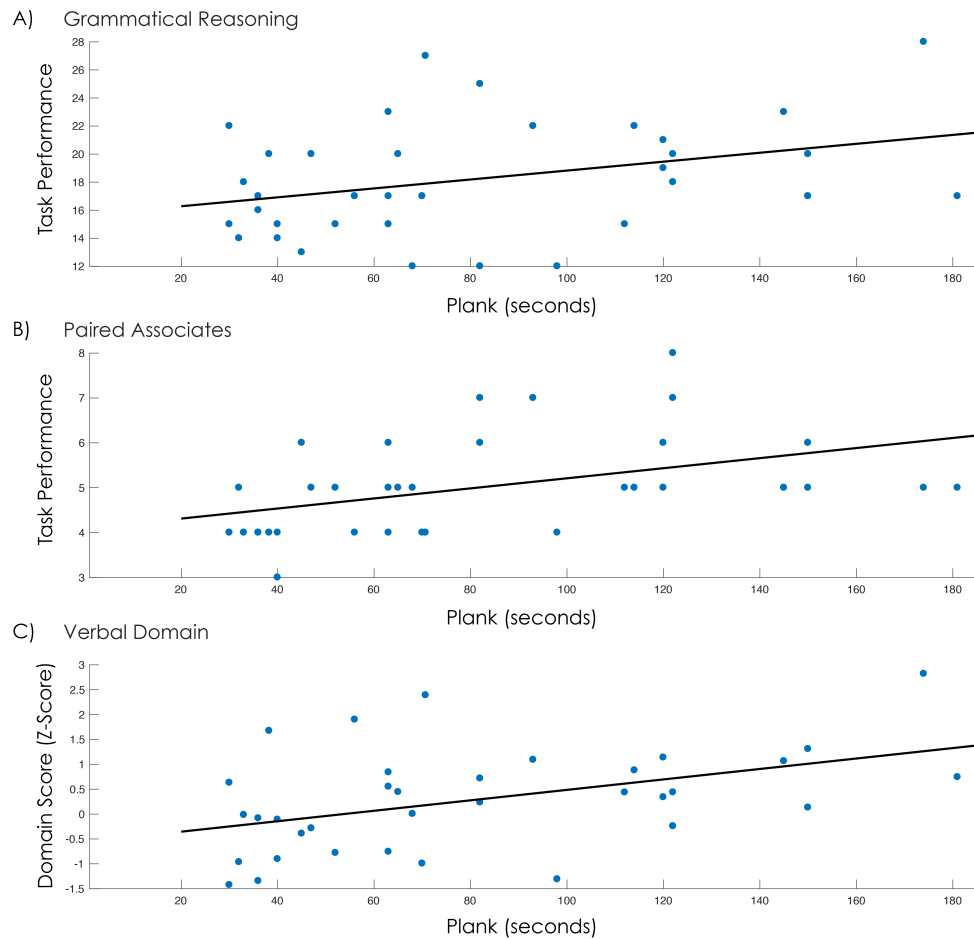 A) Grammatical Reasoning
Task Performance
28
26
24
22
20
18
16
14
12
20 40 60 80 100 120 140 160 180
Plank (seconds)
B) Paired Associates
Task Performance
8
7
6
5
4
3
20 40 60 80 100 120 140 160 180
Plank (seconds)
C) Verbal Domain
Domain Score (Z-Score)
3
2.5
2
1.5
1
0.5
0
-0.5
-1
-1.5
20 40 60 80 100 120 140 160 180
Plank (seconds)